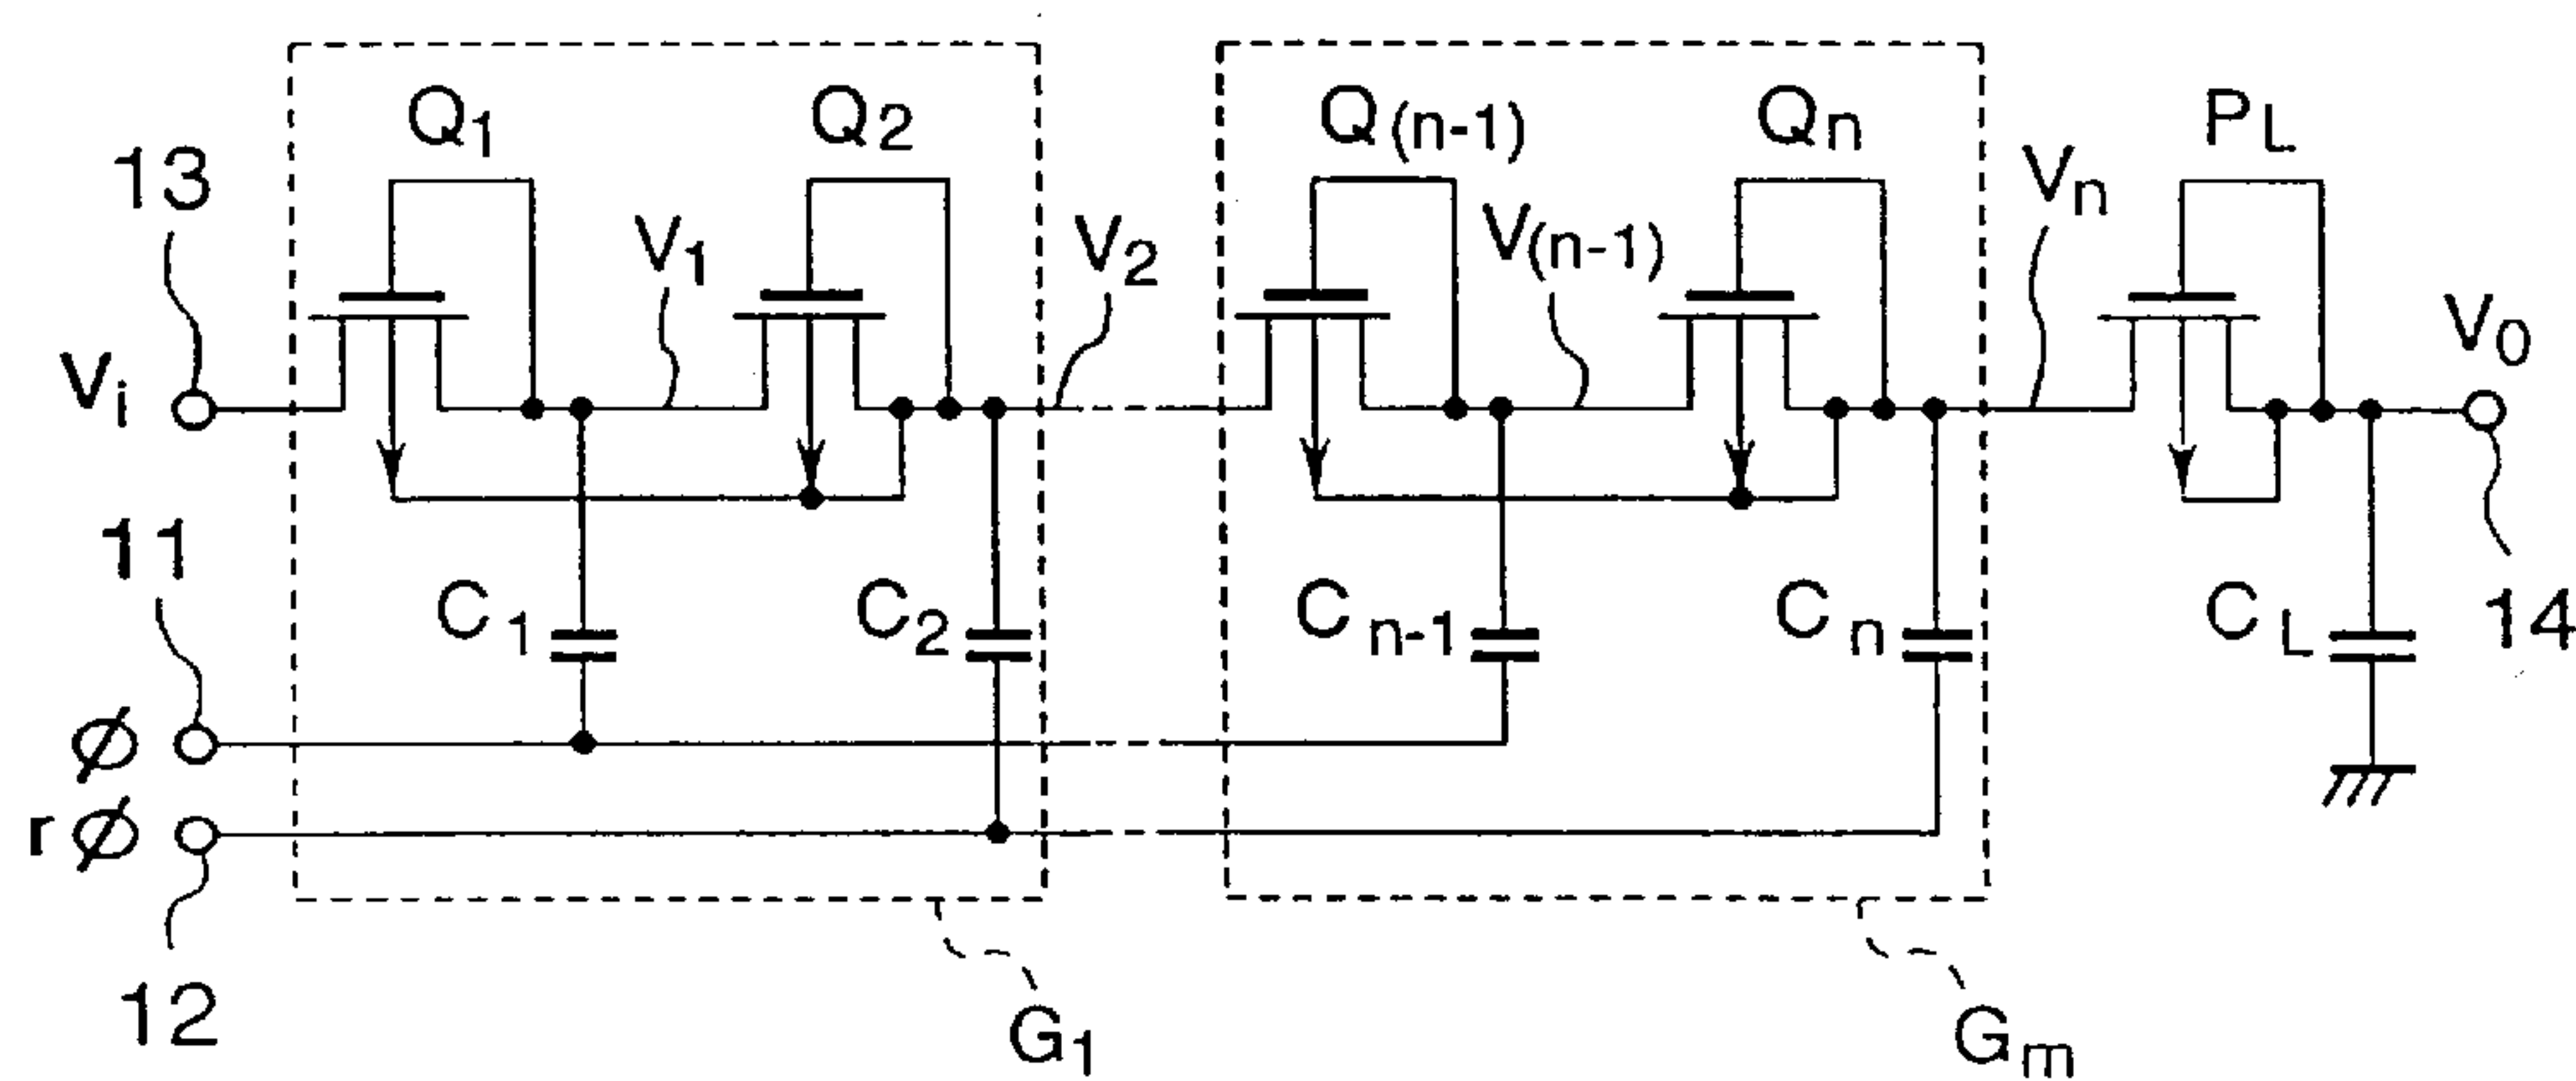 Q1 Q2 Q(n-1) Qn PL
13 V1 V2 V(n-1) Vn
Vi V0
11 C1 C2 Cn-1 Cn CL 14
ø
rø
12 G1 Gm